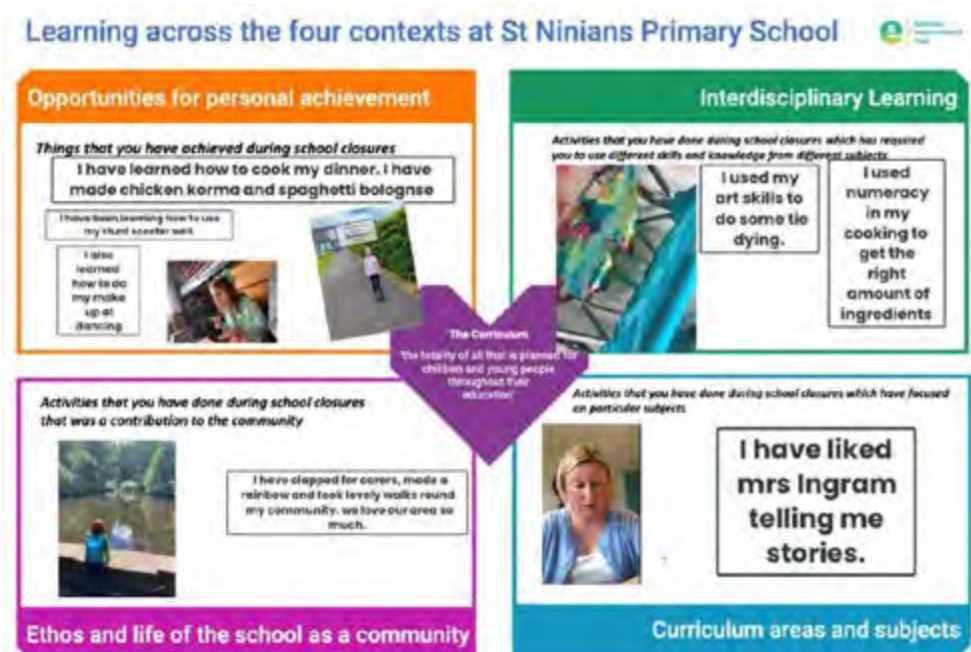 Learning across the four contexts at St Ninians Primary School
Opportunities for personal achievement
Things that you have achieved during school closures
I have learned how to cook my dinner. I have
made chicken korma and spaghetti bolognse
I have been learning how to use
my stunt scooter well
I also
learned
how to do
my make
up at
dancing
Interdisciplinary Learning
Activities that you have done during school closures which has required
you to use different skills and knowledge from different subjects
I used my
art skills to
do some tie
dying.
I used
numeracy
in my
cooking to
get the
right
amount of
ingredients
The Curriculum
'the totality of all that is planned for
children and young people
throughout their
education'
Activities that you have done during school closures
that was a contribution to the community
I have clapped for carers, made a
rainbow and took lovely walks round
my community. we love our area so
much.
Ethos and life of the school as a community
Activities that you have done during school closures which have focused
on particular subjects
I have liked
mrs Ingram
telling me
stories.
Curriculum areas and subjects